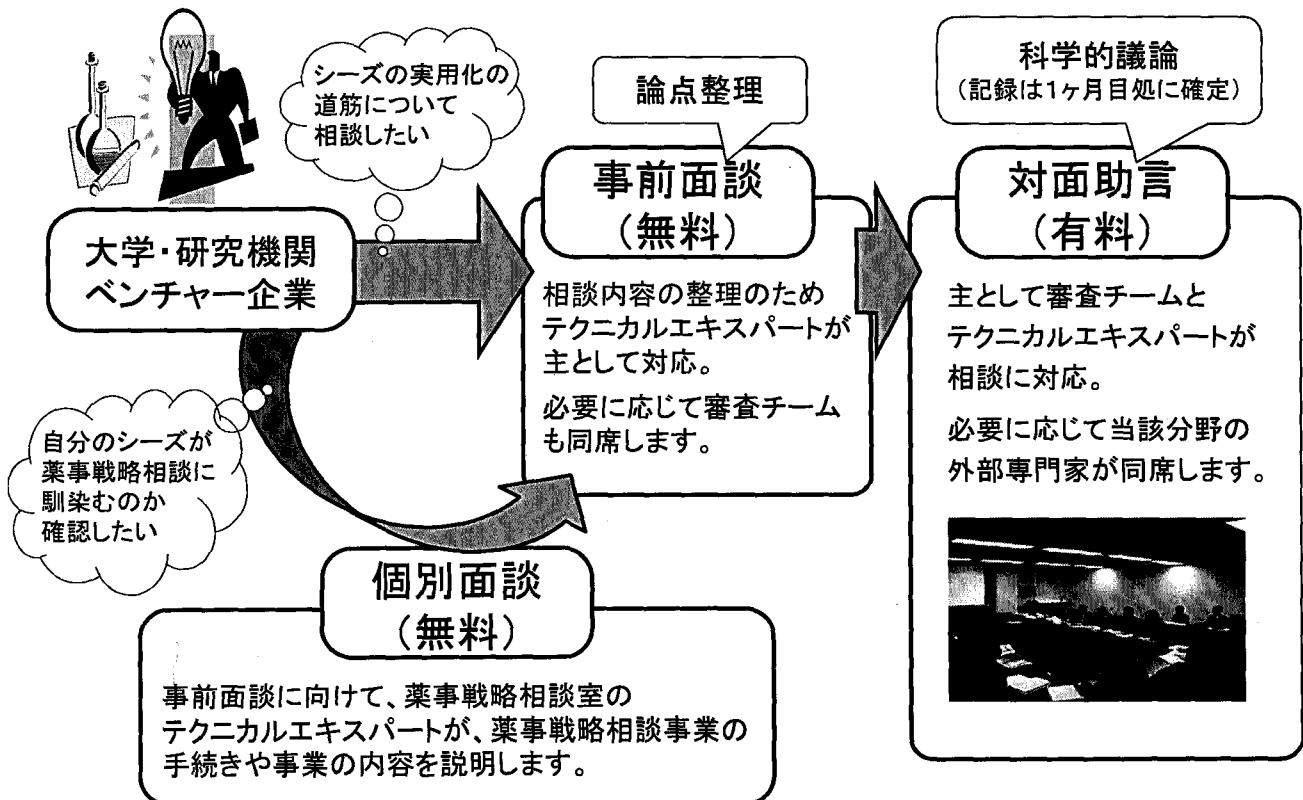 シーズの実用化の
道筋について
相談したい
大学・研究機関
ベンチャー企業
自分のシーズが
薬事戦略相談に
馴染むのか
確認したい
個別面談
(無料)
事前面談に向けて、薬事戦略相談室の
テクニカルエキスパートが、薬事戦略相談事業の
手続きや事業の内容を説明します。
論点整理
事前面談
(無料)
相談内容の整理のため
テクニカルエキスパートが
主として対応。
必要に応じて審査チーム
も同席します。
科学的議論
(記録は1ヶ月目処に確定)
対面助言
(有料)
主として審査チームと
テクニカルエキスパートが
相談に対応。
必要に応じて当該分野の
外部専門家が同席します。